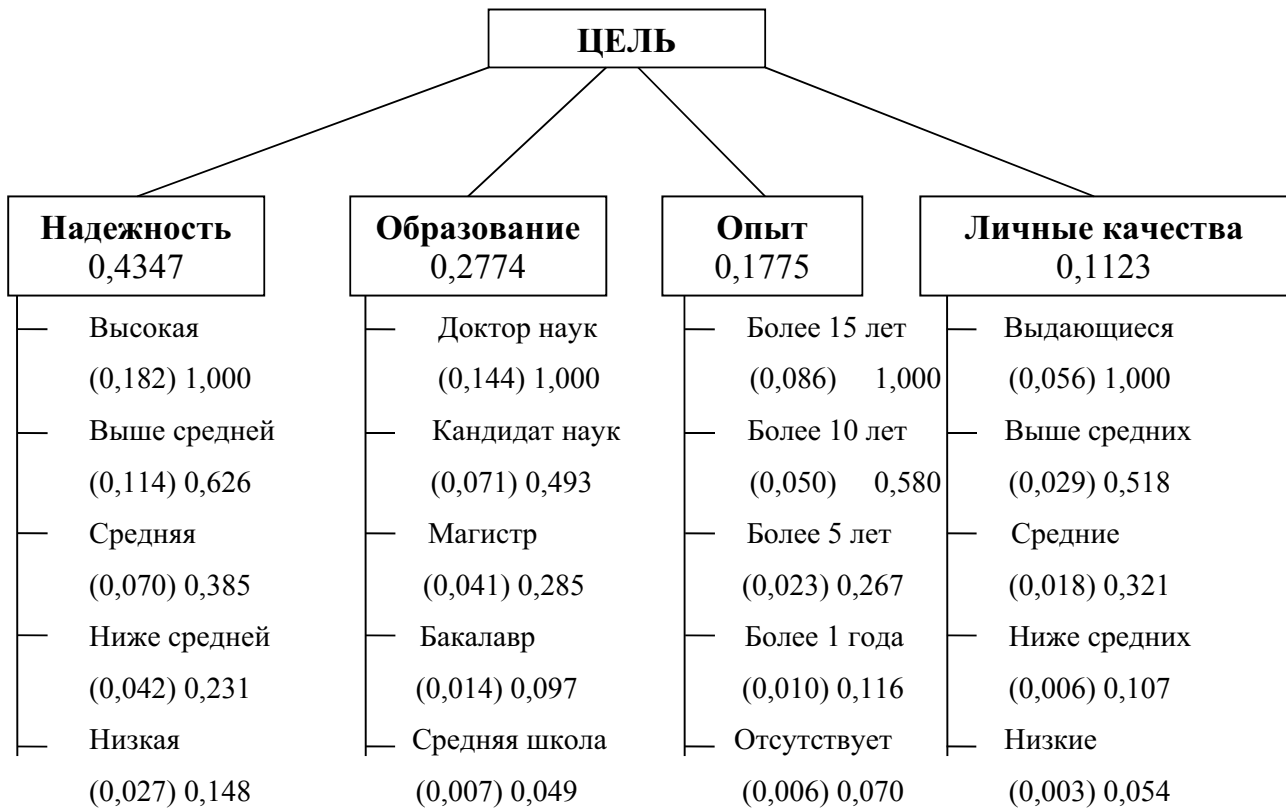 ЦЕЛЬ
Надежность
0,4347
Высокая
(0,182) 1,000
Выше средней
(0,114) 0,626
Средняя
(0,070) 0,385
Ниже средней
(0,042) 0,231
Низкая
(0,027) 0,148
Образование
0,2774
Доктор наук
(0,144) 1,000
Кандидат наук
(0,071) 0,493
Магистр
(0,041) 0,285
Бакалавр
(0,014) 0,097
Средняя школа
(0,007) 0,049
Опыт
0,1775
Более 15 лет
(0,086) 1,000
Более 10 лет
(0,050) 0,580
Более 5 лет
(0,023) 0,267
Более 1 года
(0,010) 0,116
Отсутствует
(0,006) 0,070
Личные качества
0,1123
Выдающиеся
(0,056) 1,000
Выше средних
(0,029) 0,518
Средние
(0,018) 0,321
Ниже средних
(0,006) 0,107
Низкие
(0,003) 0,054